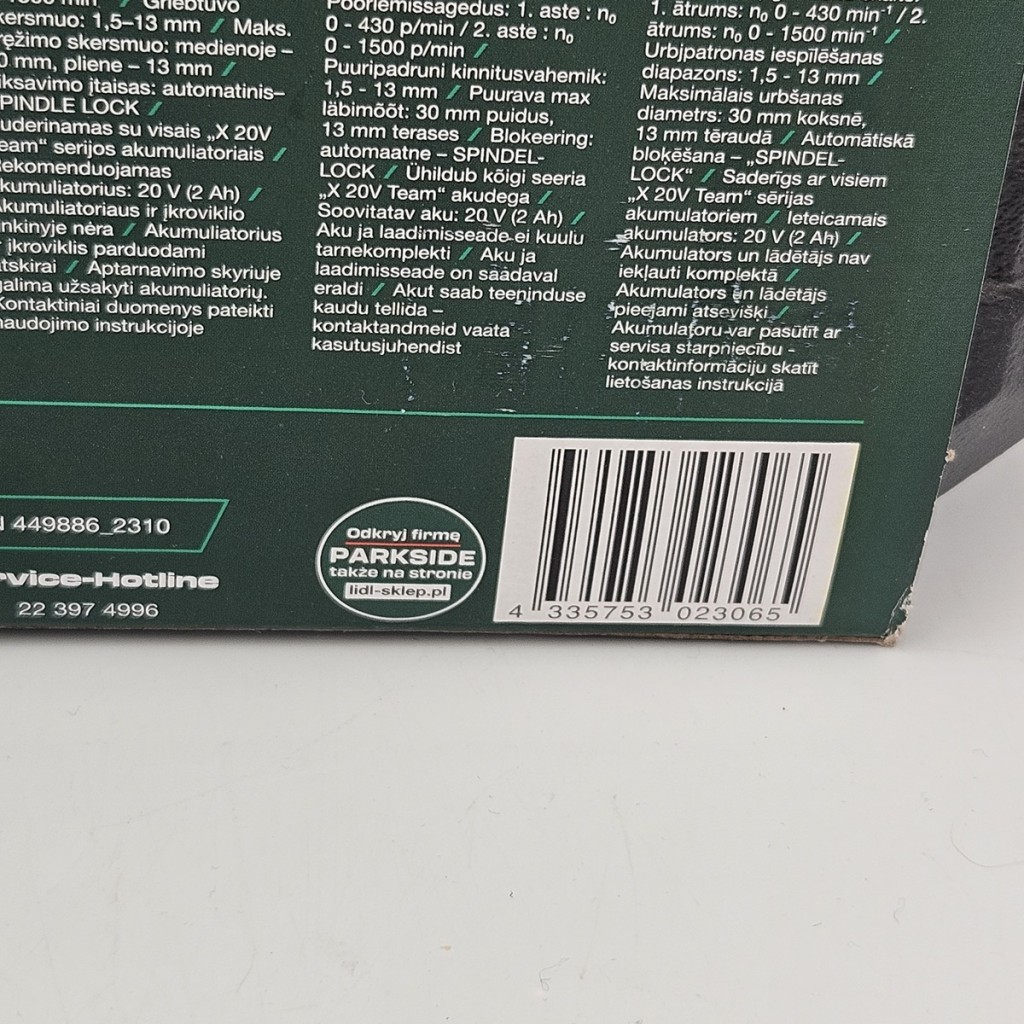 Griebtuvo
skersmuo: 1,5–13 mm / Maks.
gręžimo skersmuo: medienoje –
mm, pliene – 13 mm /
įtaisas: automatinis–
SPINDLE LOCK /
Suderinamas su visais „X 20V
Team“ serijos akumuliatoriais /
Rekomenduojamas
akumuliatorius: 20 V (2 Ah) /
Akumuliatoriaus ir įkroviklio
rinkinyje nėra / Akumuliatorius
ir įkroviklis parduodami
atskirai / Aptarnavimo skyriuje
galima užsakyti akumuliatorių.
Kontaktiniai duomenys pateikti
naudojimo instrukcijoje
Pöörlemissagedus: 1. aste : n₀
0 - 430 p/min / 2. aste : n₀
0 - 1500 p/min /
Puuripadruni kinnitusvahemik:
1,5 - 13 mm / Puurava max
läbimõõt: 30 mm puidus,
13 mm terases / Blokeering:
automaatne – SPINDEL-
LOCK / Ühildub kõigi seeria
„X 20V Team“ akudega /
Soovitatav aku: 20 V (2 Ah) /
Aku ja laadimisseade ei kuulu
tarnekomplekti / Aku ja
laadimisseade on saadaval
eraldi / Akut saab teeninduse
kaudu tellida –
kontaktandmeid vaata
kasutusjuhendist
1. ātrums: n₀ 0 - 430 min⁻¹ / 2.
ātrums: n₀ 0 - 1500 min⁻¹ /
Urbjpatronas iespīlēšanas
diapazons: 1,5 - 13 mm /
Maksimālais urbšanas
diametrs: 30 mm koksnē,
13 mm tēraudā / Automātiskā
bloķēšana – „SPINDEL-
LOCK“ / Saderīgs ar visiem
„X 20V Team“ sērijas
akumulatoriem / Ieteicamais
akumulators: 20 V (2 Ah) /
Akumulators un lādētājs nav
iekļauti komplektā /
Akumulators un lādētājs
pieejami atsevišķi /
Akumulatoru var pasūtīt ar
servisa starpniecību -
kontaktinformāciju skatīt
lietošanas instrukcijā
449886_2310
Service-Hotline
22 397 4996
Odkryj firmę
PARKSIDE
także na stronie
lidl-sklep.pl
4 335753 023065